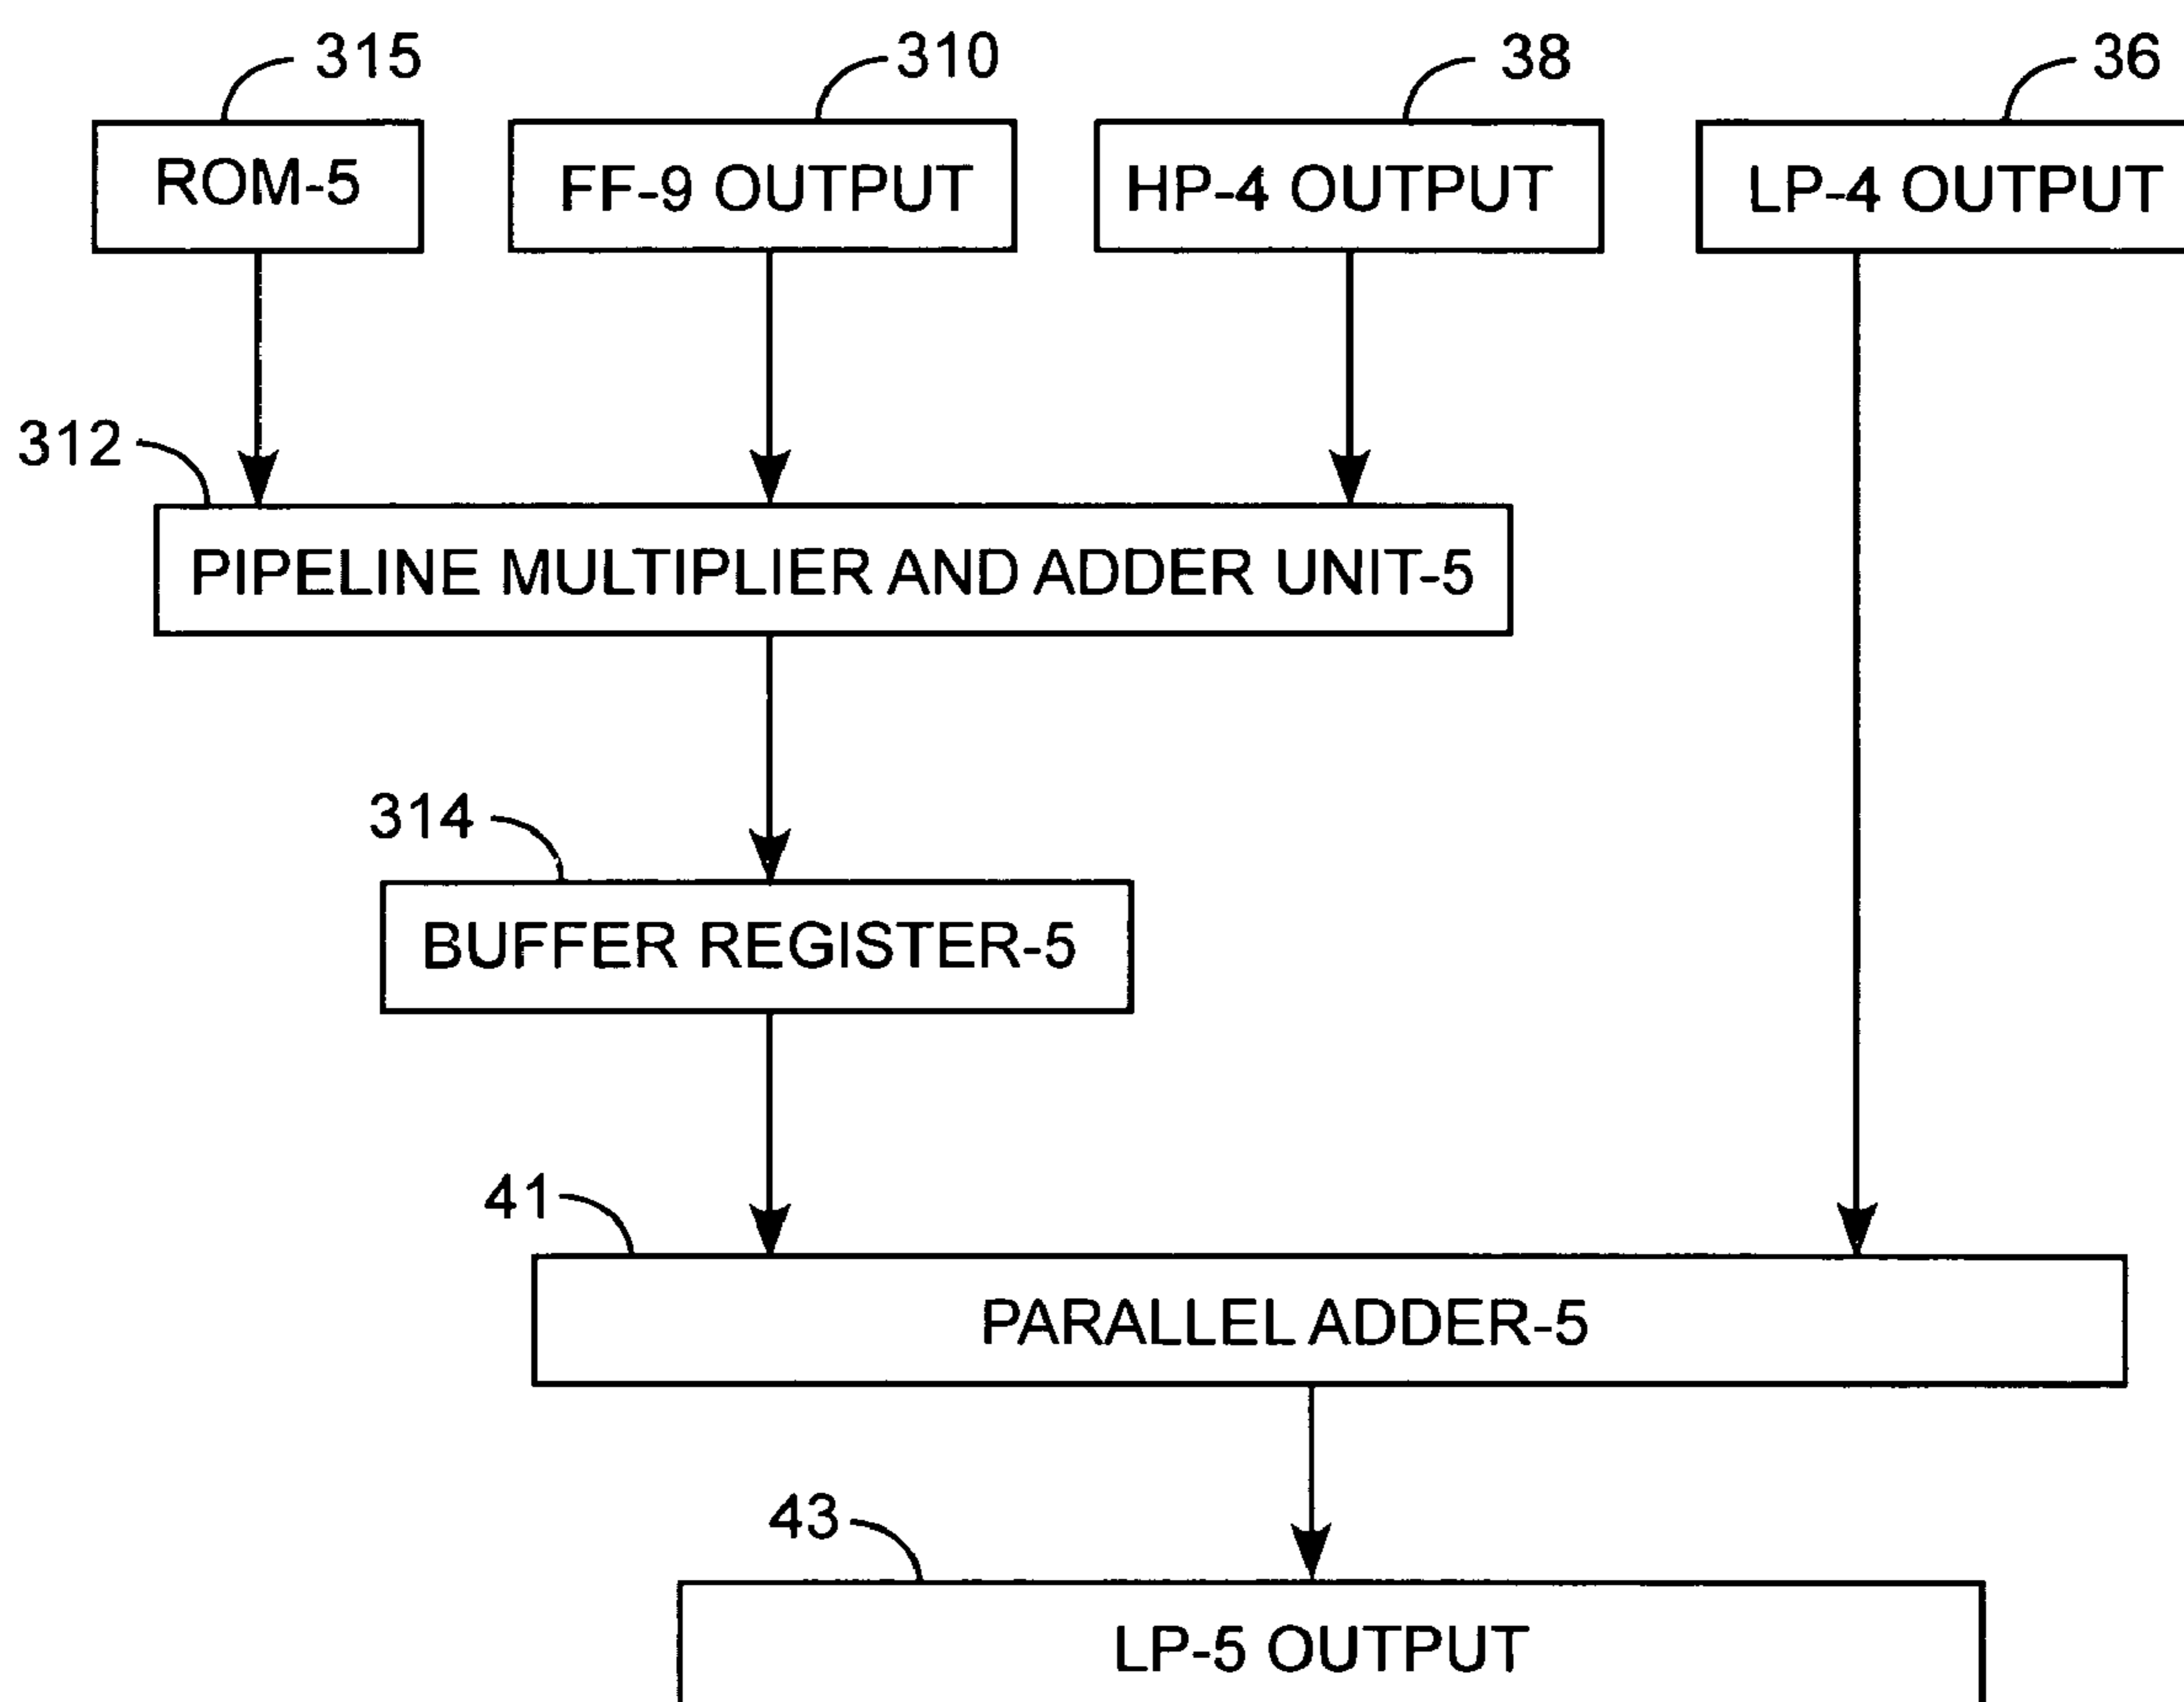 315
310
38
36
ROM-5
FF-9 OUTPUT
HP-4 OUTPUT
LP-4 OUTPUT
312
PIPELINE MULTIPLIER AND ADDER UNIT-5
314
BUFFER REGISTER-5
41
PARALLEL ADDER-5
43
LP-5 OUTPUT